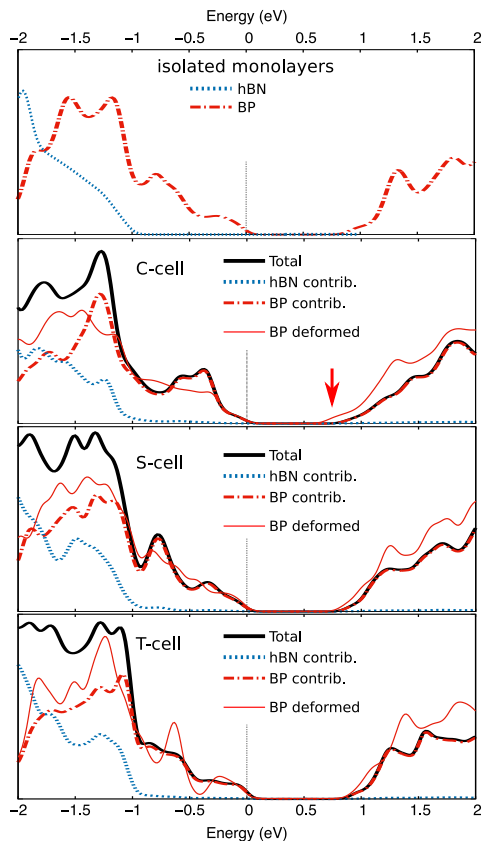 Energy (eV)
−2 −1.5 −1 −0.5 0 0.5 1 1.5 2
isolated monolayers
hBN
BP
C-cell
Total
hBN contrib.
BP contrib.
BP deformed
S-cell
Total
hBN contrib.
BP contrib.
BP deformed
T-cell
Total
hBN contrib.
BP contrib.
BP deformed
−2 −1.5 −1 −0.5 0 0.5 1 1.5 2
Energy (eV)